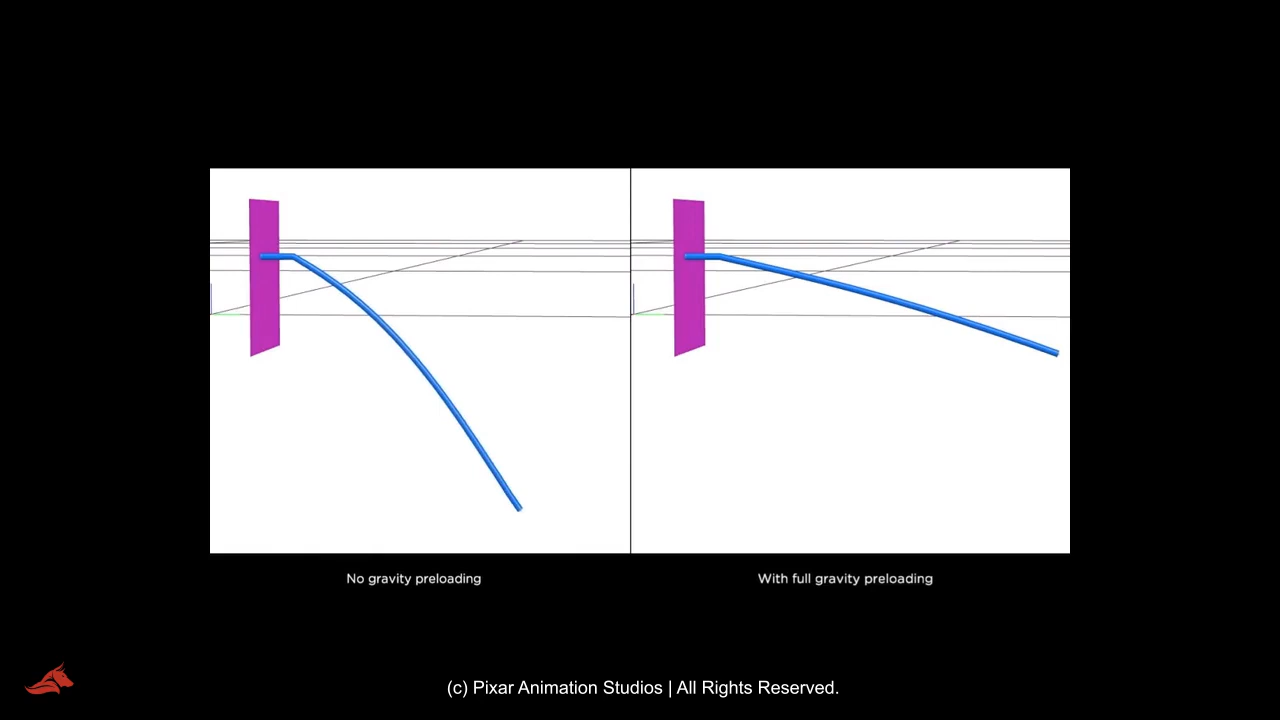 No gravity preloading
With full gravity preloading
(c) Pixar Animation Studios | All Rights Reserved.